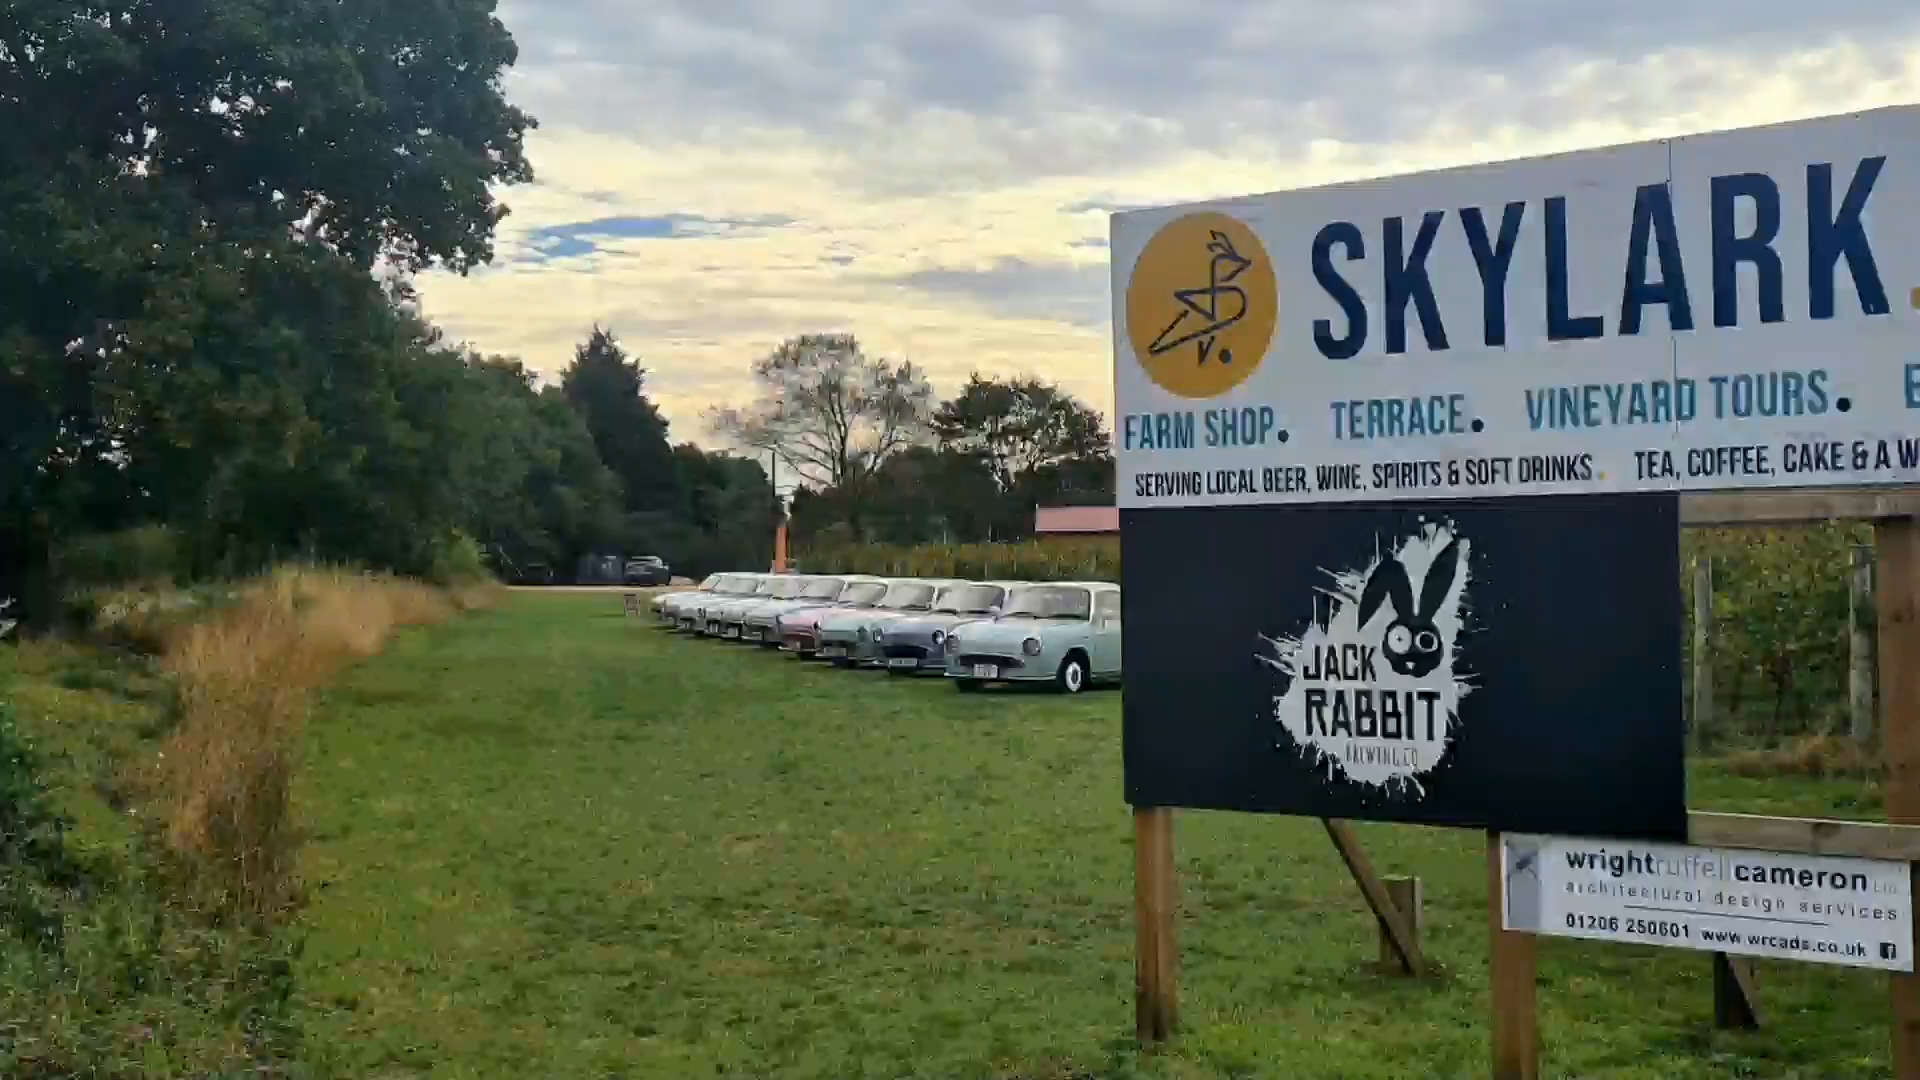 SKYLARK.
FARM SHOP. TERRACE. VINEYARD TOURS.
SERVING LOCAL BEER, WINE, SPIRITS & SOFT DRINKS. TEA, COFFEE, CAKE & A W
V.
JACK
RABBIT
BREWING CO
wrightruffellcameron Ltd
architectural design services
01206 250601 www.wrcads.co.uk f